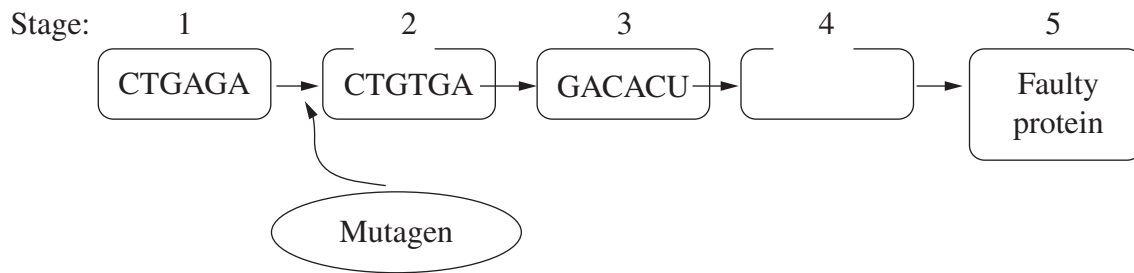 Stage: 1 2 3 4 5
CTGAGA CTGTGA GACACU Faulty
protein
Mutagen